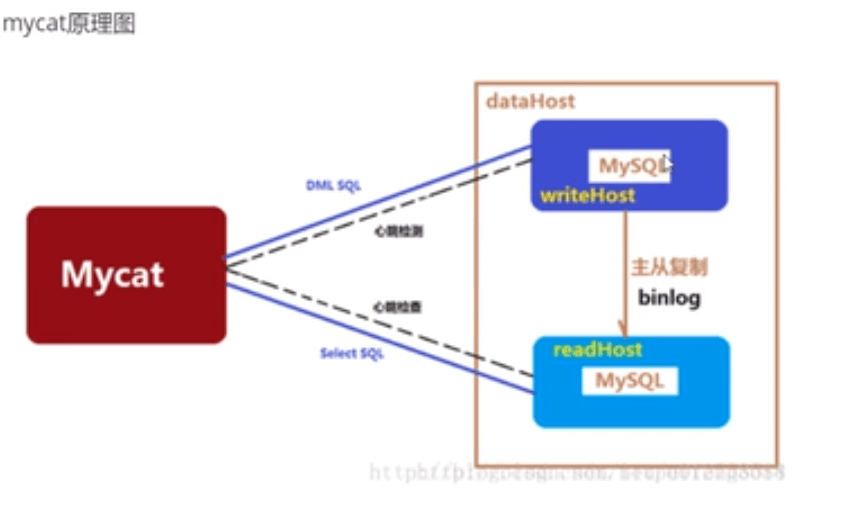 mycat原理图
dataHost
MySQL
writeHost
DML SQL
心跳检测
Mycat
主从复制
binlog
心跳检查
Select SQL
readHost
MySQL